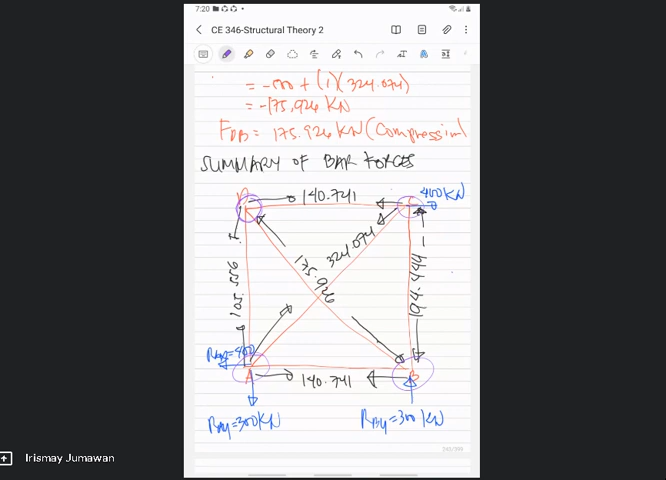 7:20
CE 346-Structural Theory 2
= -500 + (1)(324.074)
= -175.926 KN
FDB = 175.926 KN (Compression)
SUMMARY OF BAR FORCES
140.741
400KN
324.074
175.926
105.556
194.444
RAX=400
A
B
140.741
RAY=300KN
RBY=300KN
Irismay Jumawan